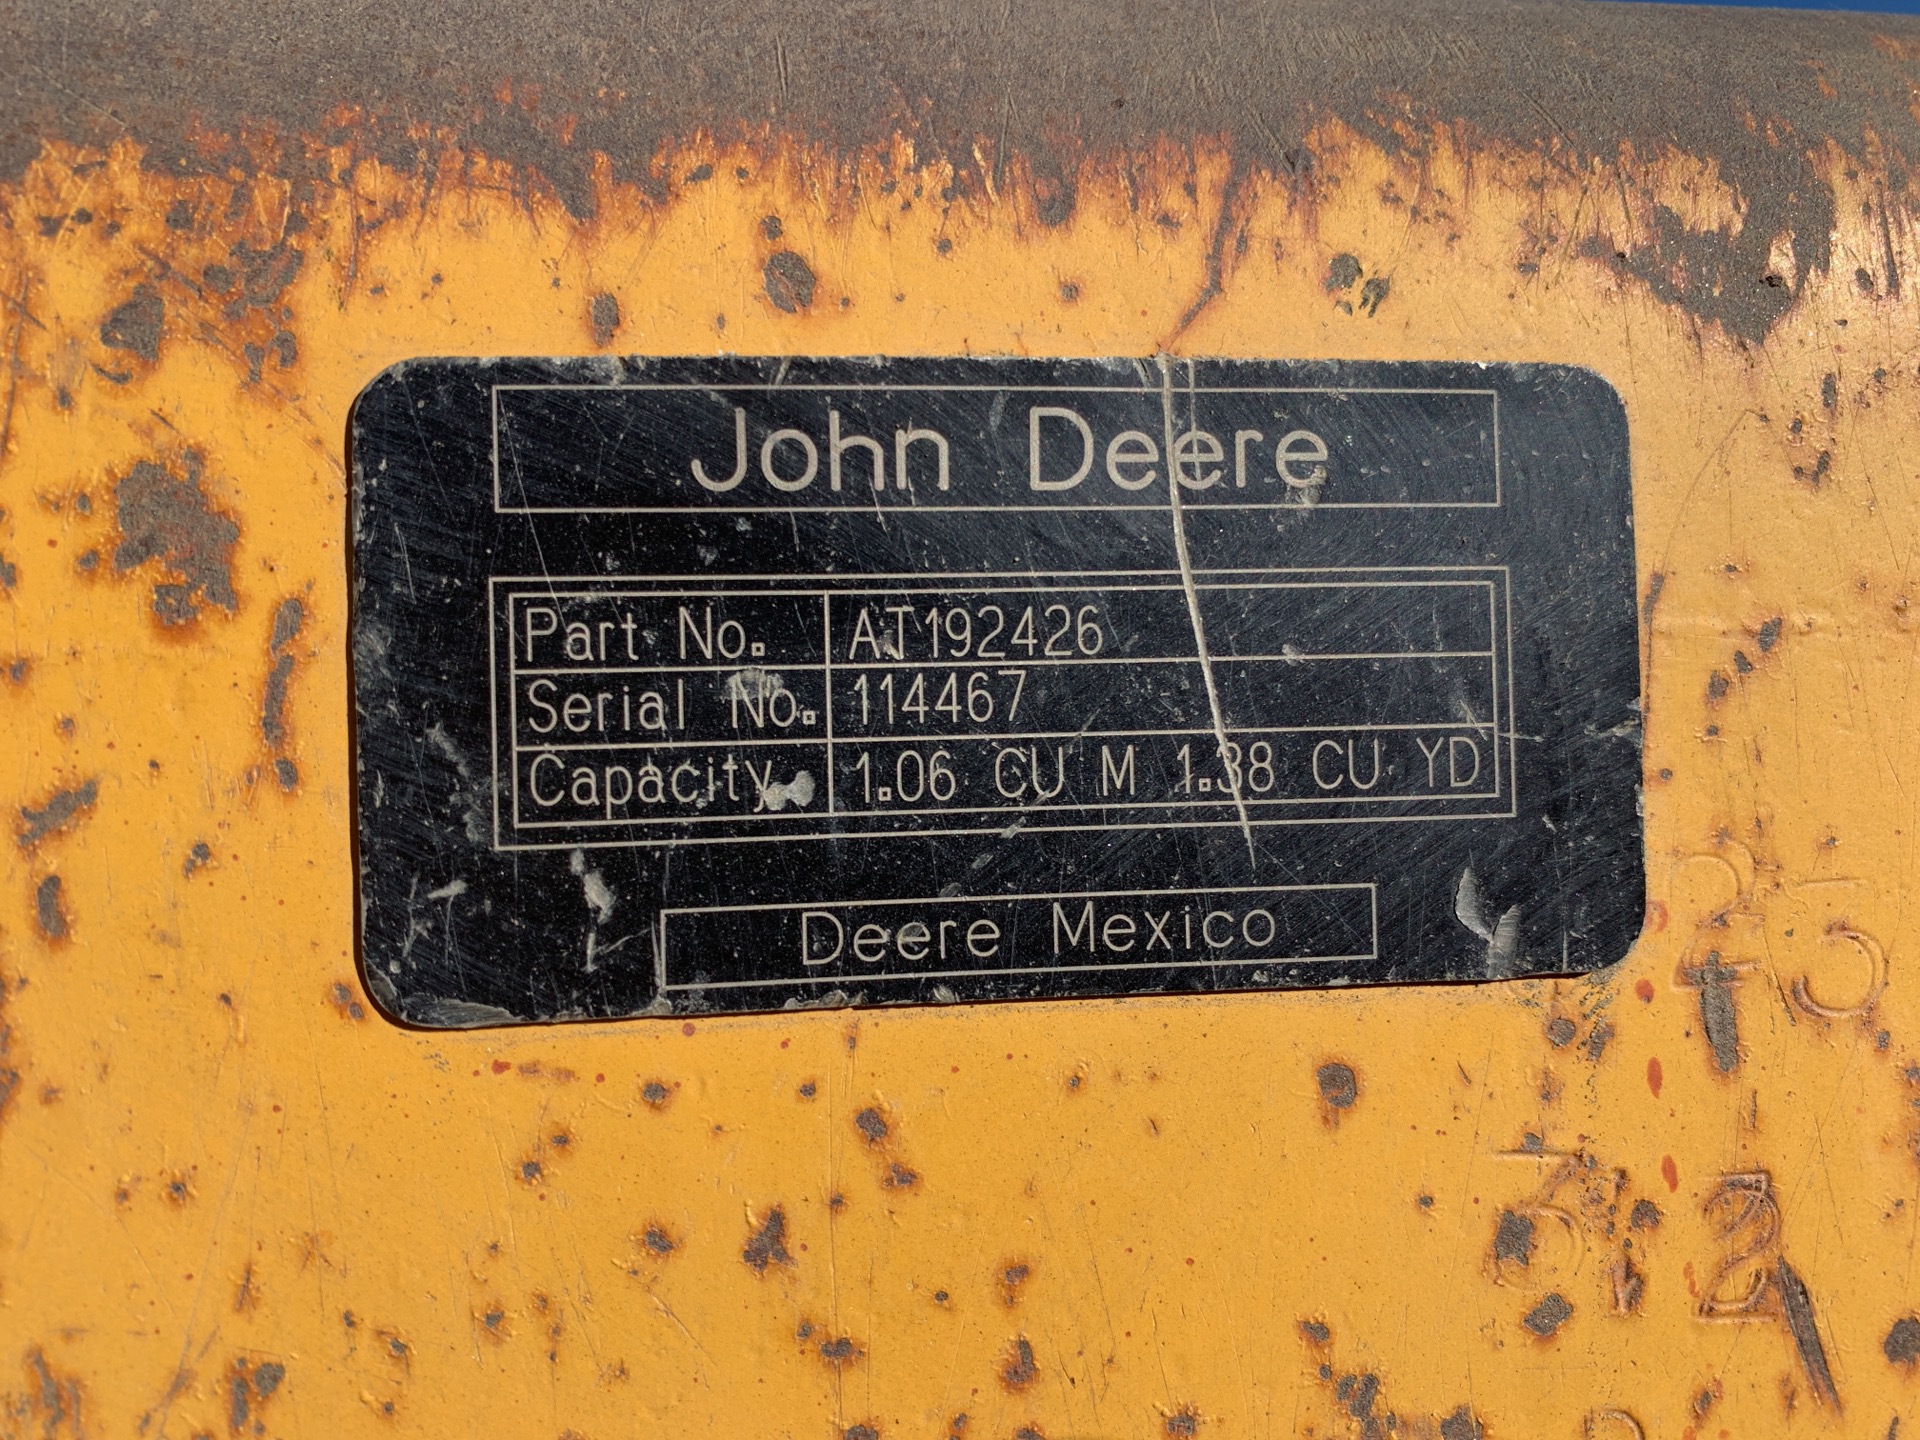 John Deere
Part No. AT192426
Serial No. 114467
Capacity 1.06 CU M 1.38 CU YD
Deere Mexico